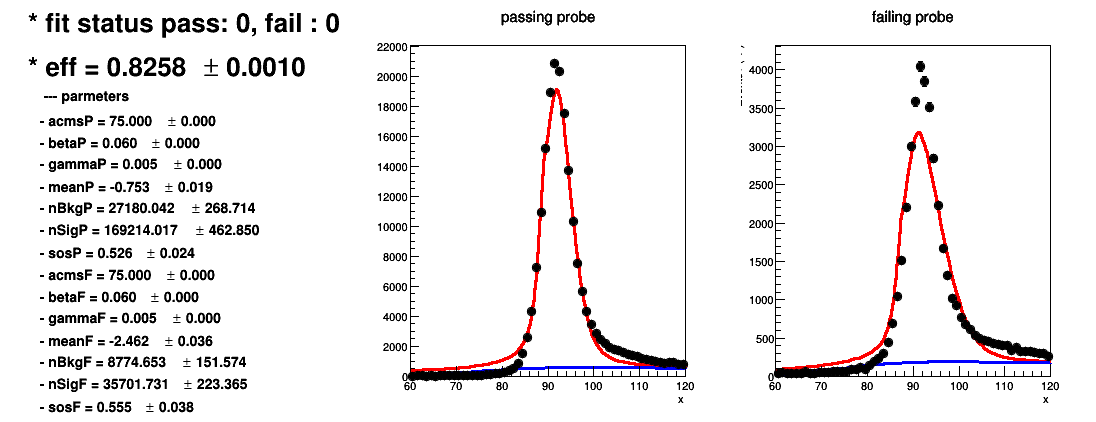 * fit status pass: 0, fail : 0
* eff = 0.8258 ± 0.0010
--- parmeters
- acmsP = 75.000 ± 0.000
- betaP = 0.060 ± 0.000
- gammaP = 0.005 ± 0.000
- meanP = -0.753 ± 0.019
- nBkgP = 27180.042 ± 268.714
- nSigP = 169214.017 ± 462.850
- sosP = 0.526 ± 0.024
- acmsF = 75.000 ± 0.000
- betaF = 0.060 ± 0.000
- gammaF = 0.005 ± 0.000
- meanF = -2.462 ± 0.036
- nBkgF = 8774.653 ± 151.574
- nSigF = 35701.731 ± 223.365
- sosF = 0.555 ± 0.038
passing probe
22000
20000
18000
16000
14000
12000
10000
8000
6000
4000
2000
0
60 70 80 90 100 110 120
x
failing probe
4000
3500
3000
2500
2000
1500
1000
500
0
60 70 80 90 100 110 120
x